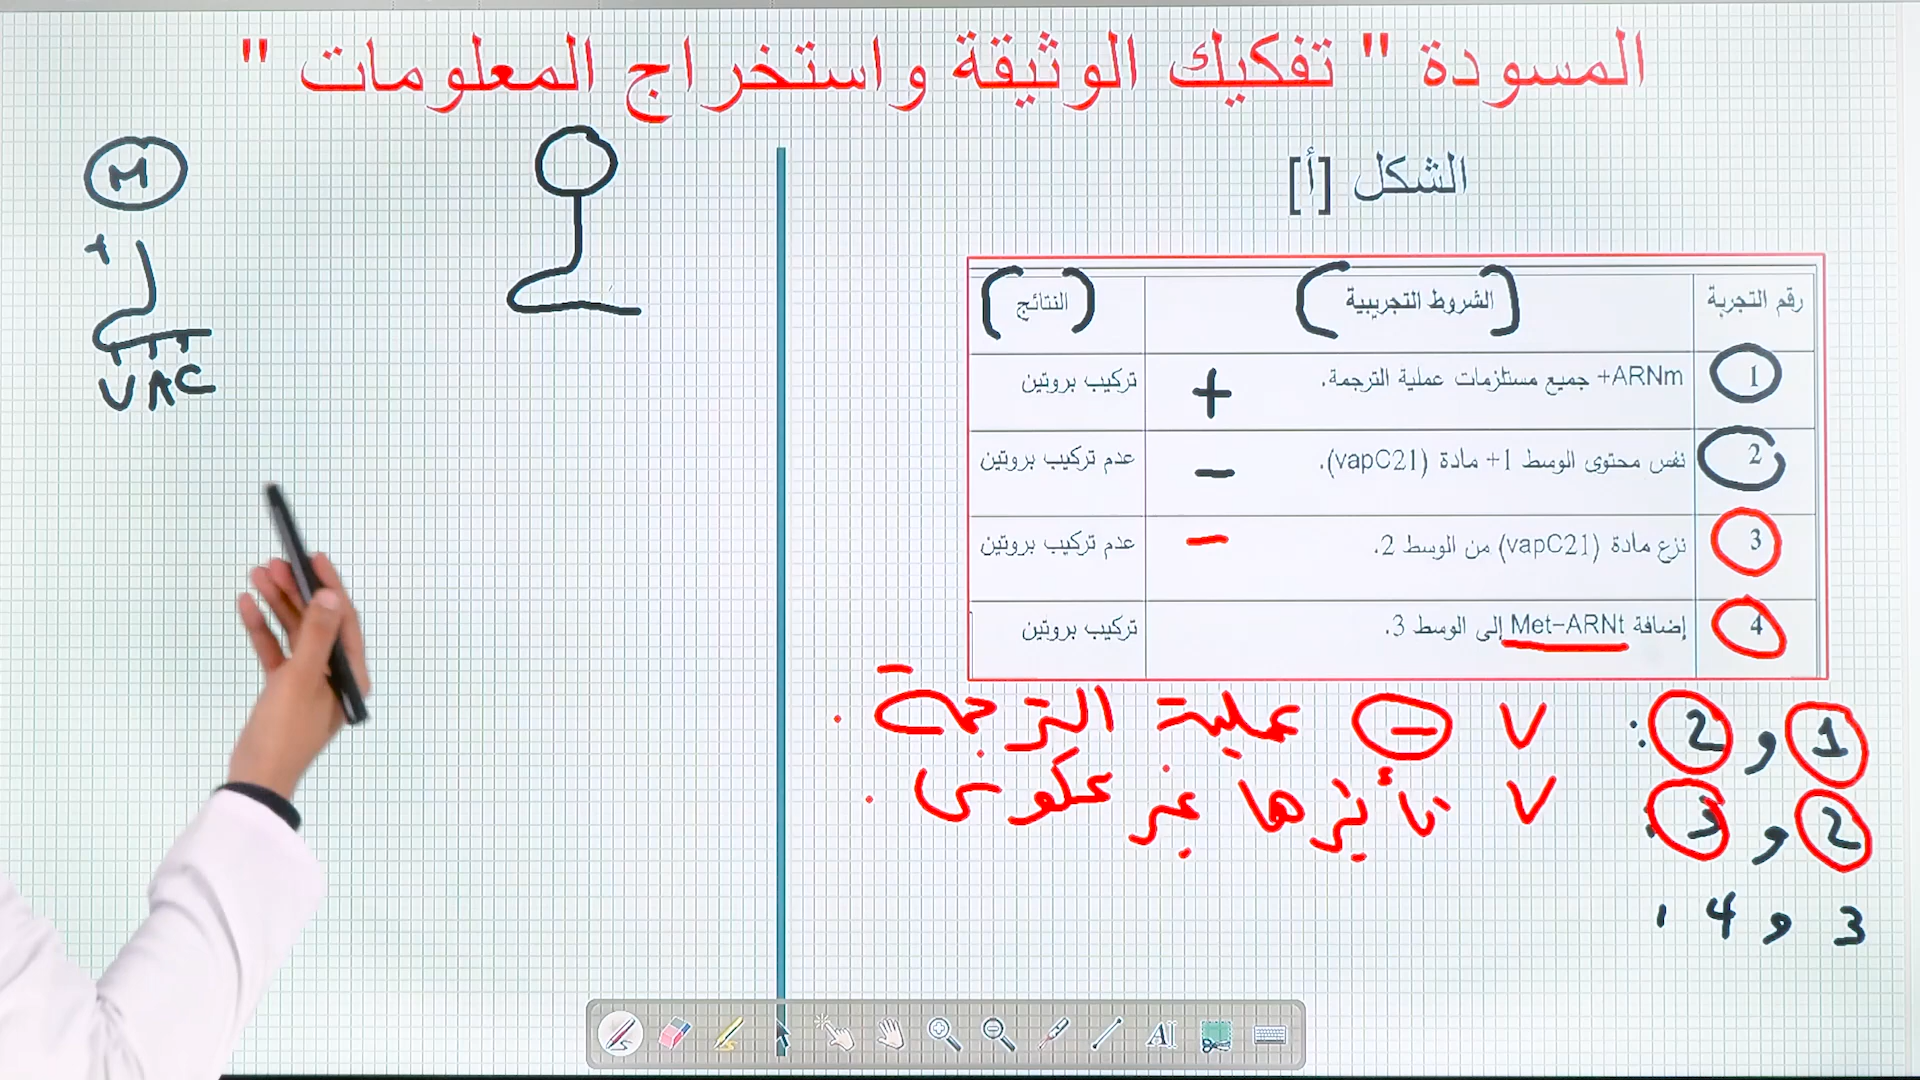 المسودة " تفكيك الوثيقة واستخراج المعلومات "
الشكل [أ]
رقم التجربة الشروط التجريبية النتائج
1 ARNm+ جميع مستلزمات عملية الترجمة. + تركيب بروتين
2 نفس محتوى الوسط 1+ مادة (vapC21). − عدم تركيب بروتين
3 نزع مادة (vapC21) من الوسط 2. − عدم تركيب بروتين
4 إضافة Met-ARNt إلى الوسط 3. تركيب بروتين
1 و 2 : V − عملية الترجمة .
2 و 3 : V تأثيرها غير عكوس .
3 و 4 :
M
+
UAC